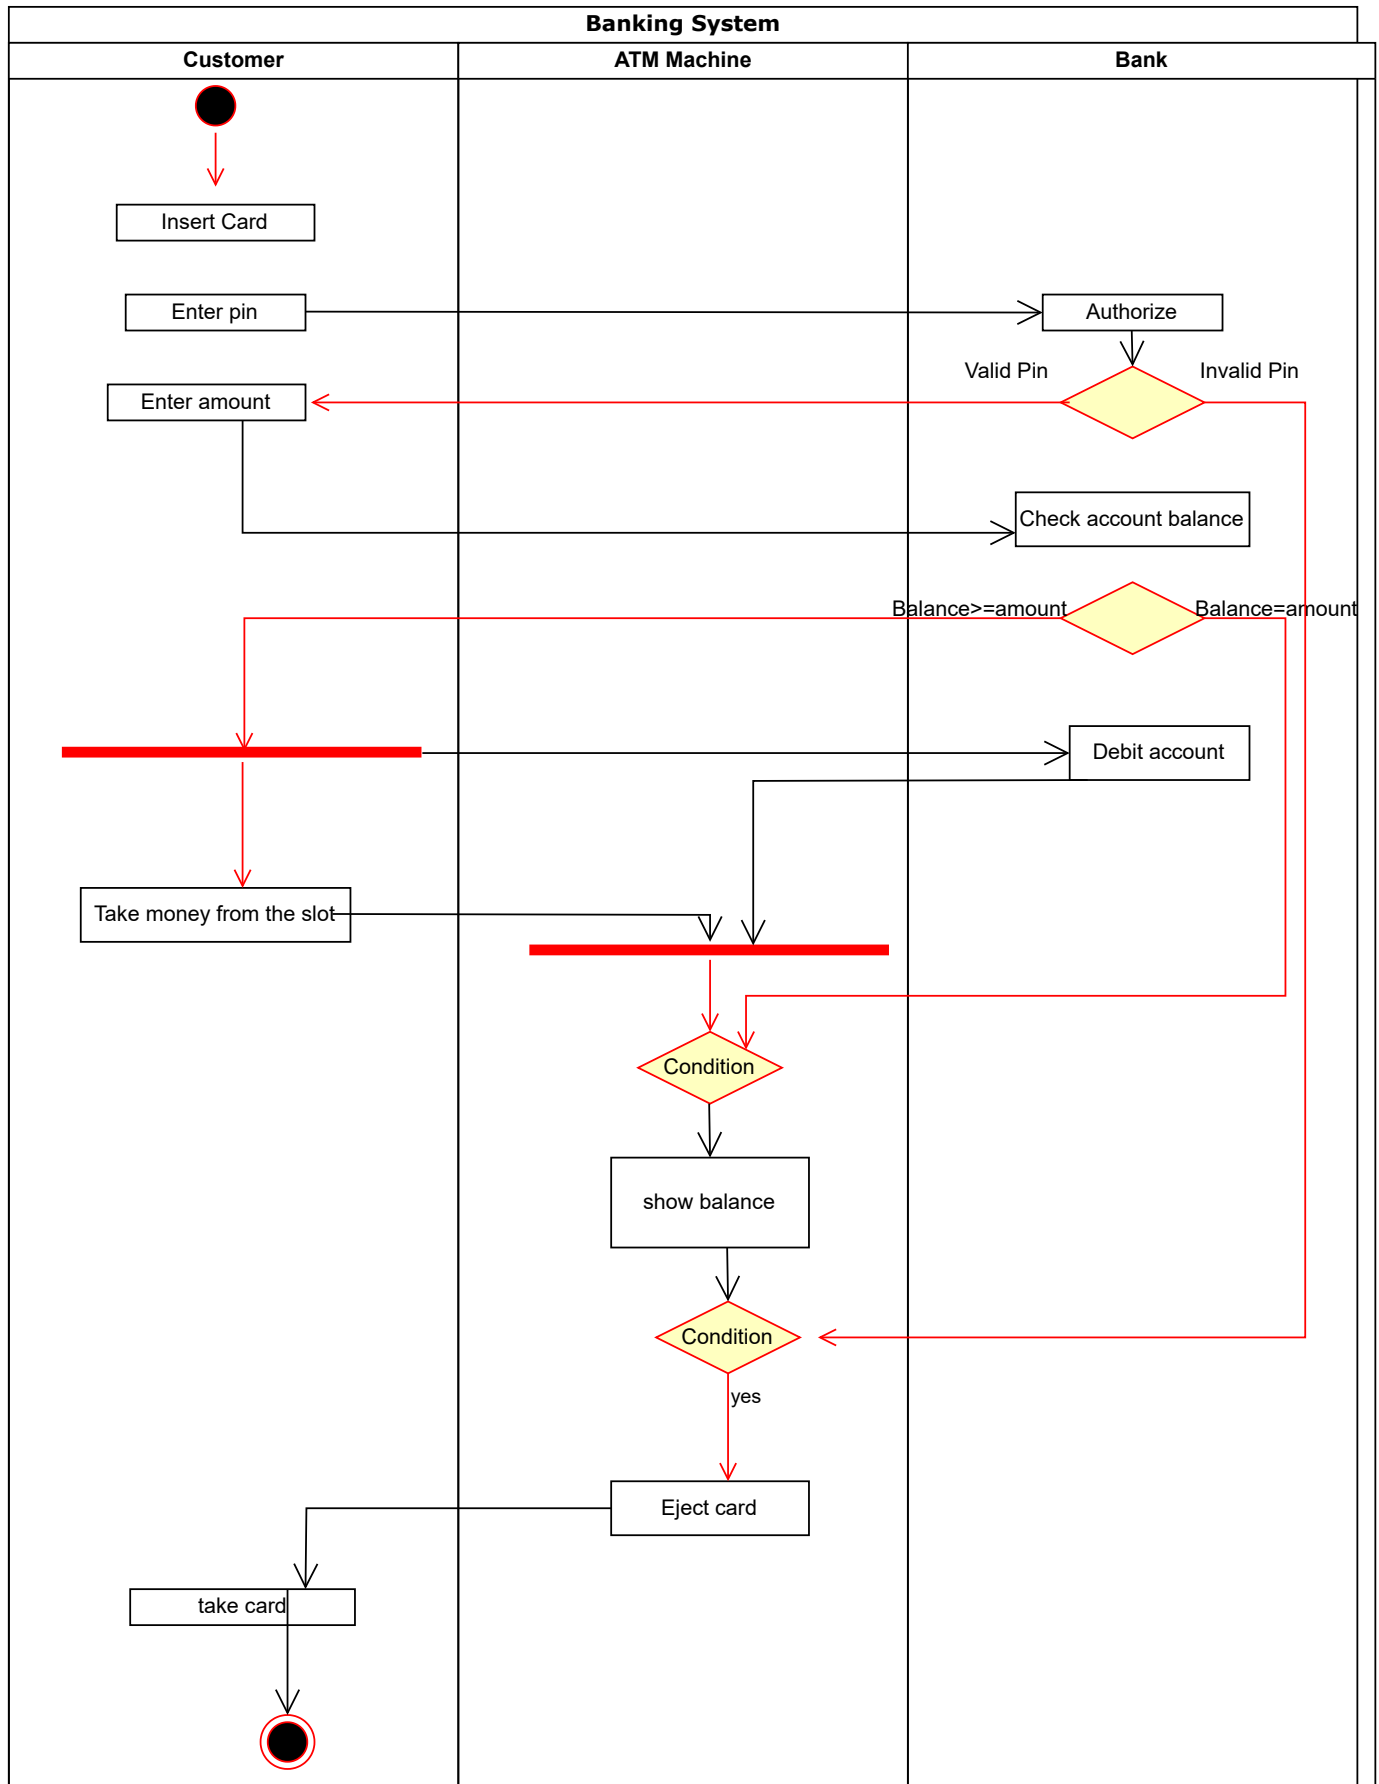 Banking System
Customer
ATM Machine
Bank
Insert Card
Enter pin
Authorize
Valid Pin
Invalid Pin
Enter amount
Check account balance
Balance>=amount
Balance=amount
Debit account
Take money from the slot
Condition
show balance
Condition
yes
Eject card
take card